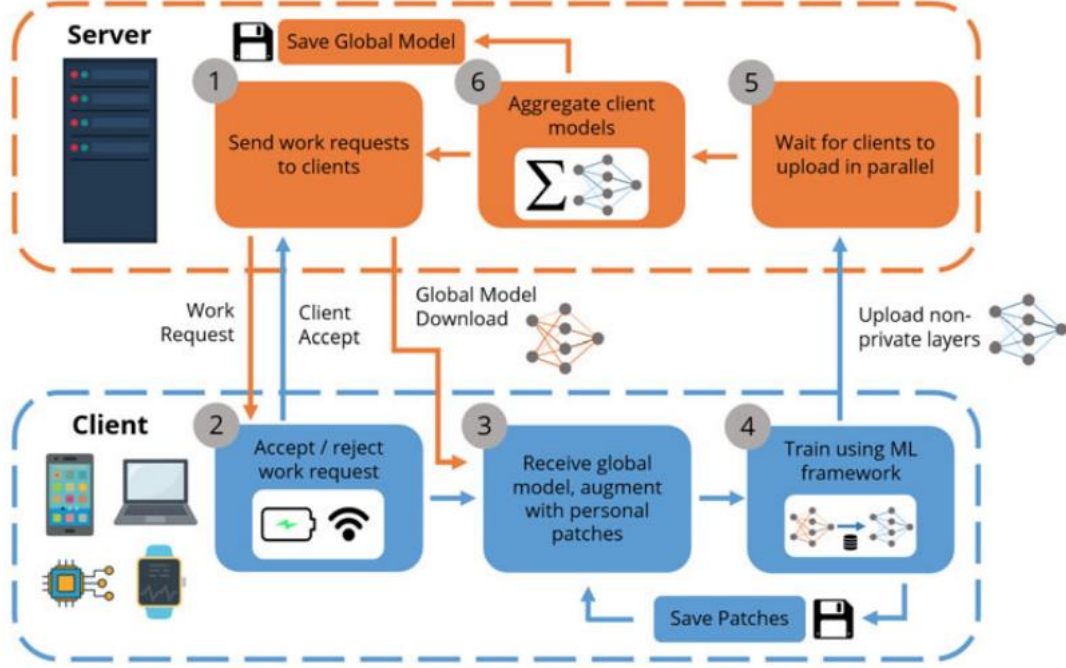 Server
Save Global Model
1
Send work requests
to clients
6
Aggregate client
models
Σ
5
Wait for clients to
upload in parallel
Work
Request
Client
Accept
Global Model
Download
Upload non-
private layers
Client
2
Accept / reject
work request
3
Receive global
model, augment
with personal
patches
4
Train using ML
framework
Save Patches